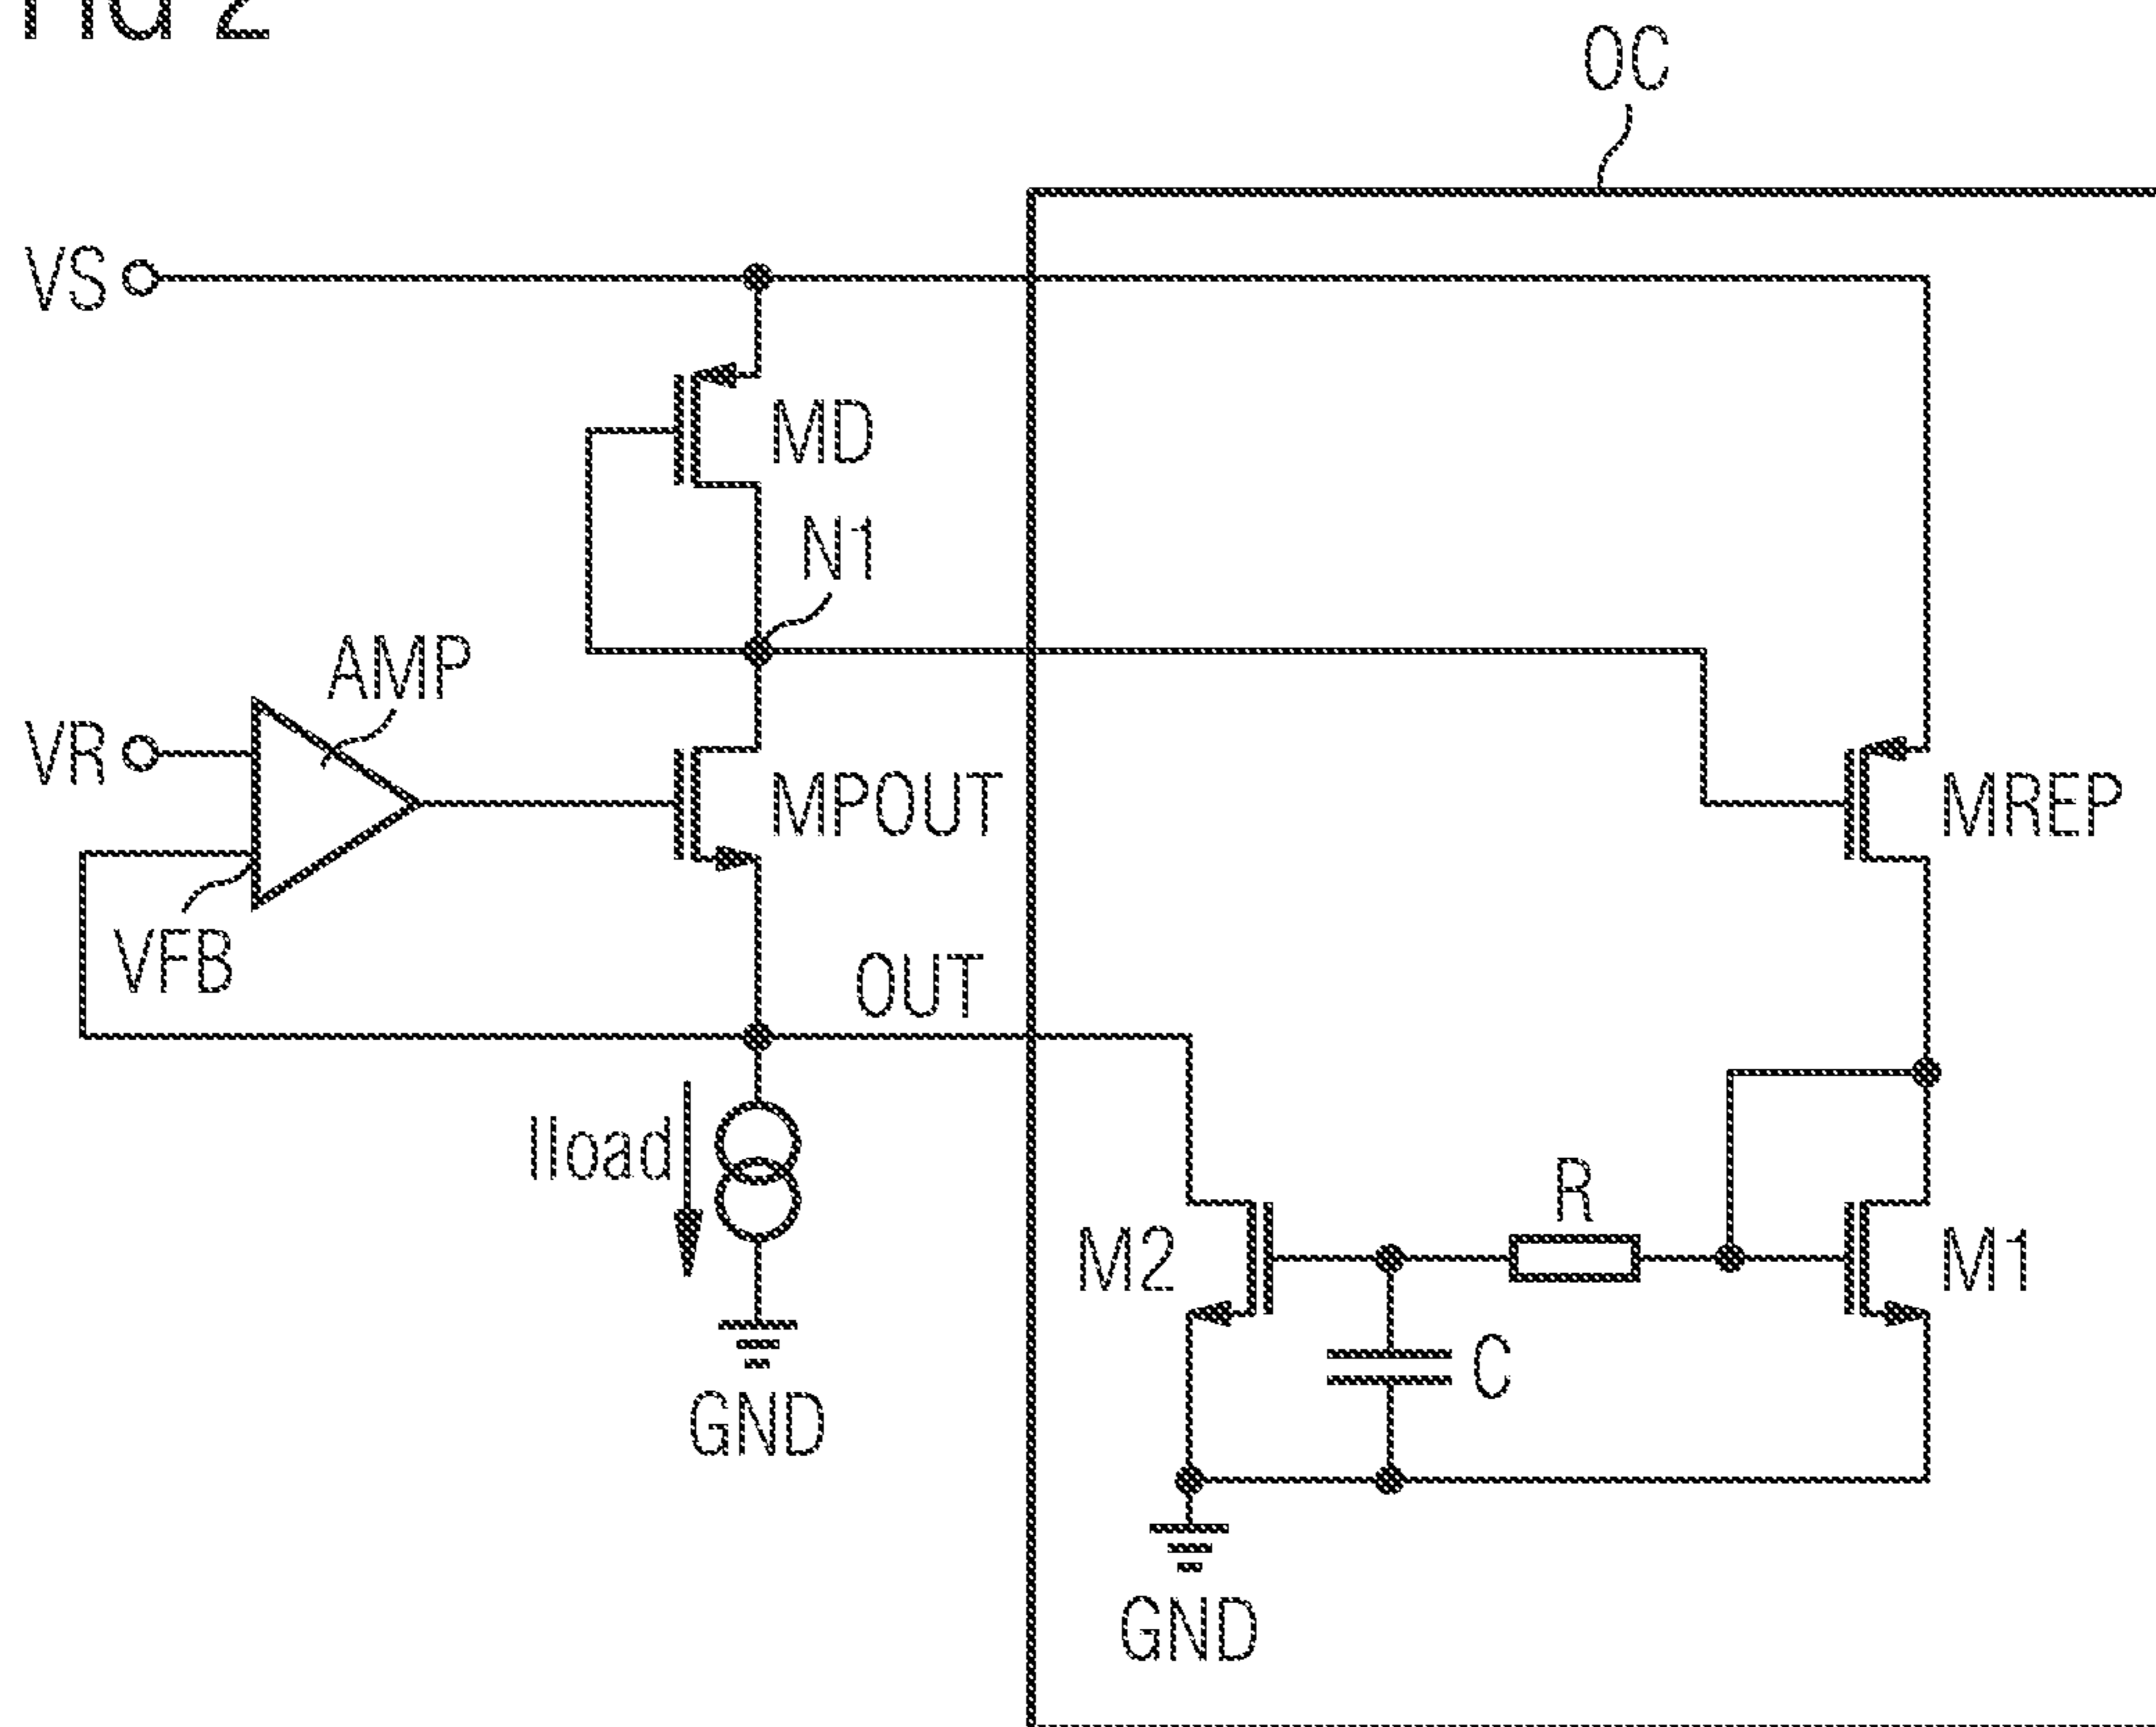 FIG 2
OC
VS
MD
N1
AMP
VR
MPOUT
MREP
VFB
OUT
Iload
R
M2
M1
C
GND
GND